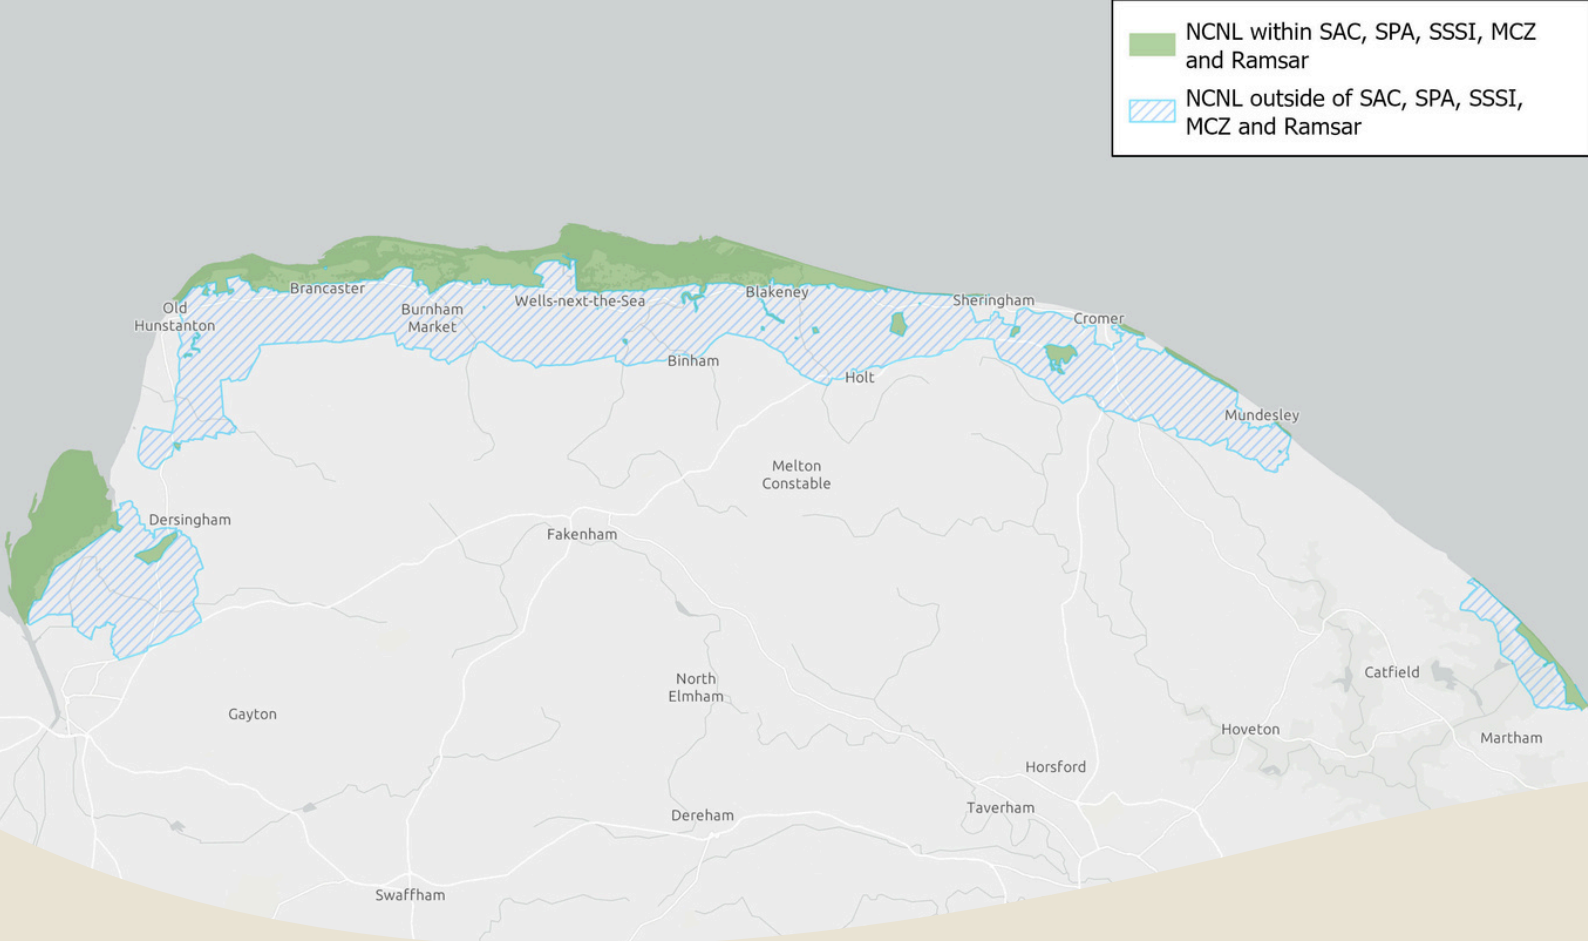 NCNL within SAC, SPA, SSSI, MCZ
and Ramsar
NCNL outside of SAC, SPA, SSSI,
MCZ and Ramsar
Old
Hunstanton
Brancaster
Burnham
Market
Wells-next-the-Sea
Blakeney
Sheringham
Cromer
Binham
Holt
Mundesley
Melton
Constable
Dersingham
Fakenham
North
Elmham
Catfield
Gayton
Hoveton
Martham
Horsford
Taverham
Dereham
Swaffham